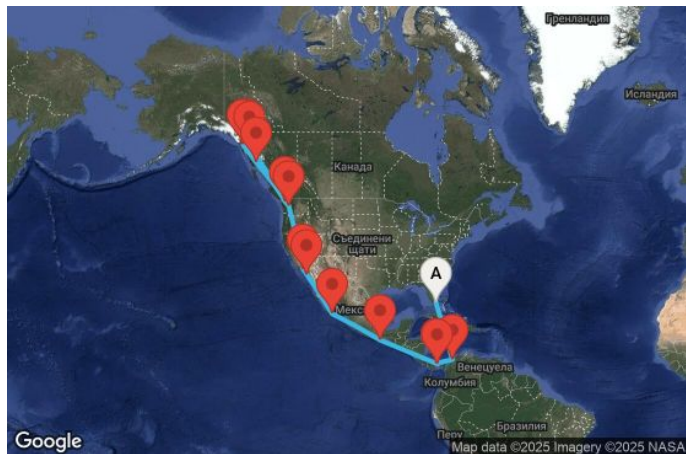 Гренландия
Исландия
Канада
Съединени
щати
A
Мекс
Венецуела
Колумбия
Перу
Бразилия
Google
Map data ©2025 Imagery ©2025 NASA